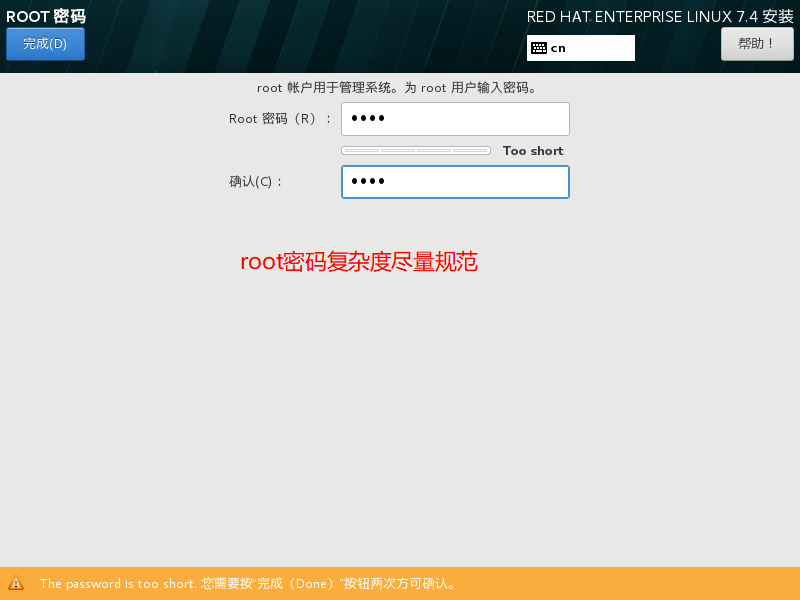 ROOT 密码
RED HAT ENTERPRISE LINUX 7.4 安装
完成(D)
cn
帮助！
root 帐户用于管理系统。为 root 用户输入密码。
Root 密码（R）：
••••
Too short
确认(C) ：
••••
root密码复杂度尽量规范
The password is too short. 您需要按“完成（Done）”按钮两次方可确认。